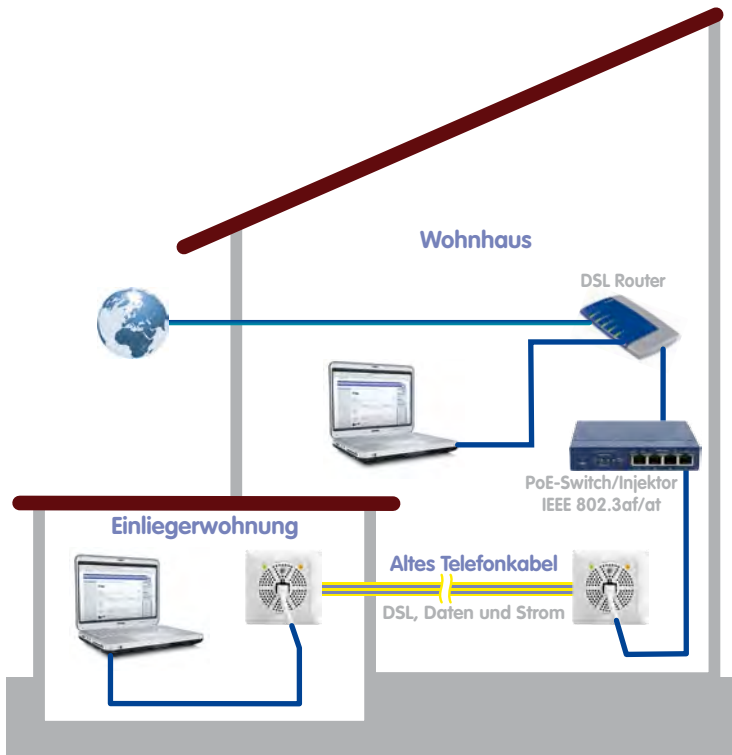 Wohnhaus
DSL Router
PoE-Switch/Injektor
IEEE 802.3af/at
Einliegerwohnung
Altes Telefonkabel
DSL, Daten und Strom